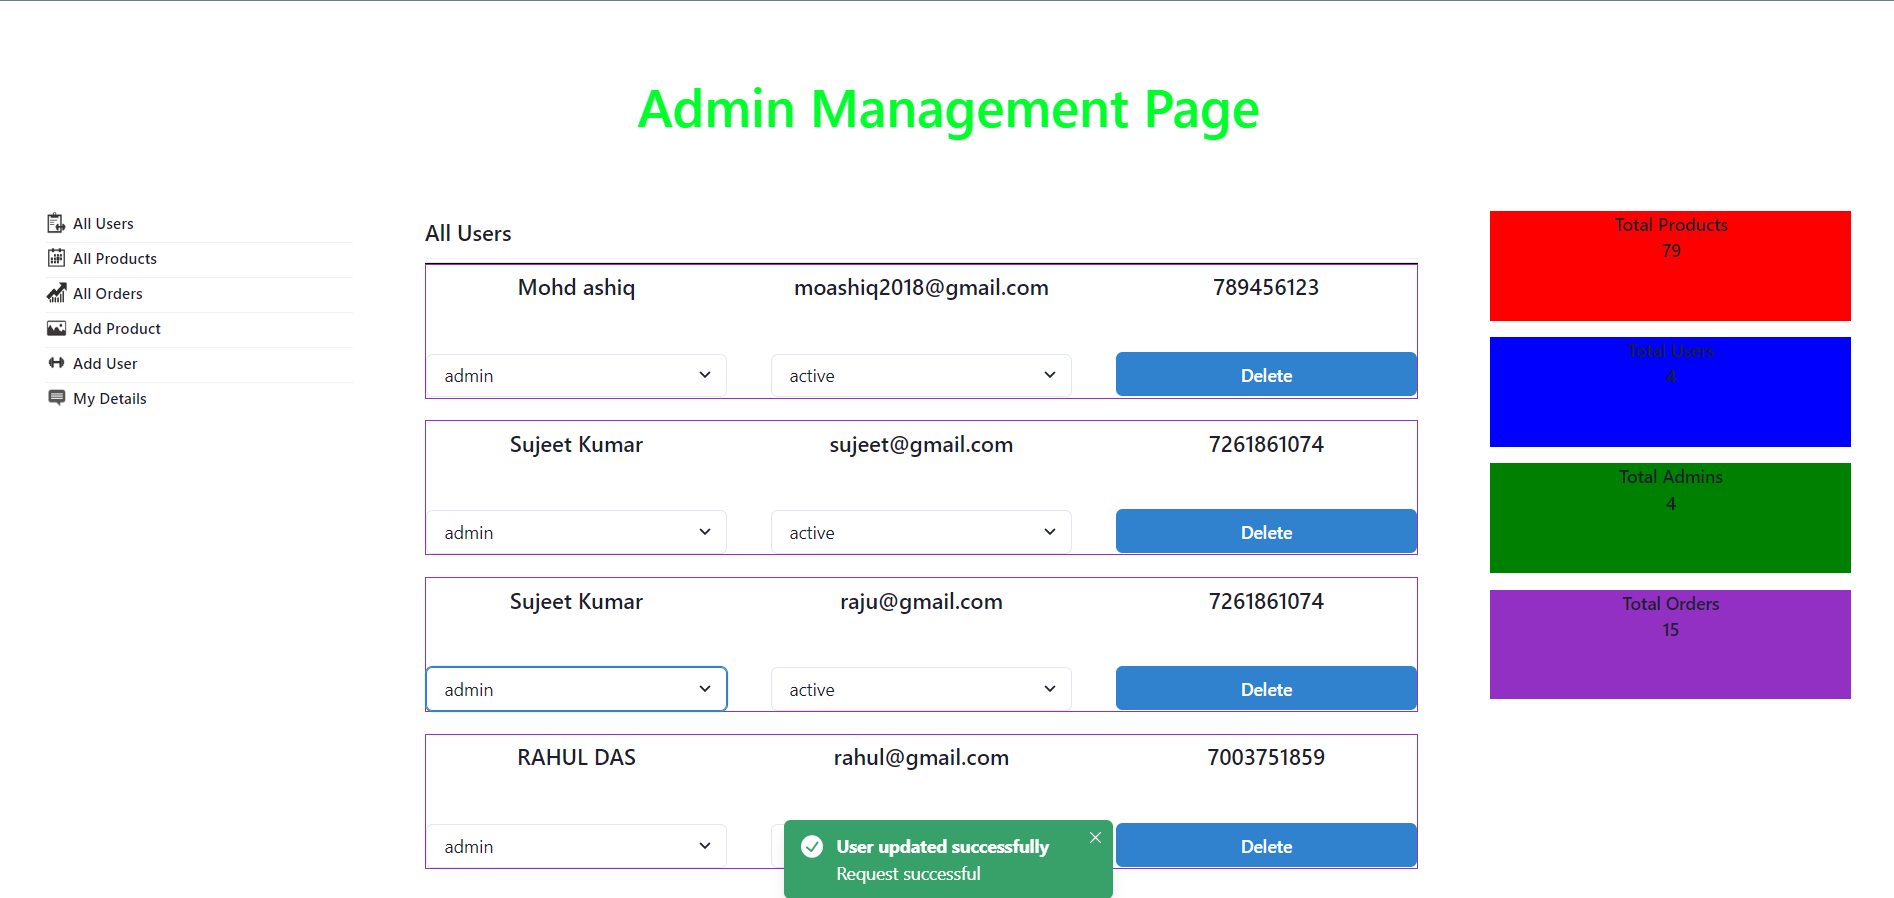 Admin Management Page
All Users
All Products
All Orders
Add Product
Add User
My Details
All Users
Mohd ashiq moashiq2018@gmail.com 789456123
admin active Delete
Sujeet Kumar sujeet@gmail.com 7261861074
admin active Delete
Sujeet Kumar raju@gmail.com 7261861074
admin active Delete
RAHUL DAS rahul@gmail.com 7003751859
admin Delete
User updated successfully
Request successful
Total Products
79
Total Users
4
Total Admins
4
Total Orders
15